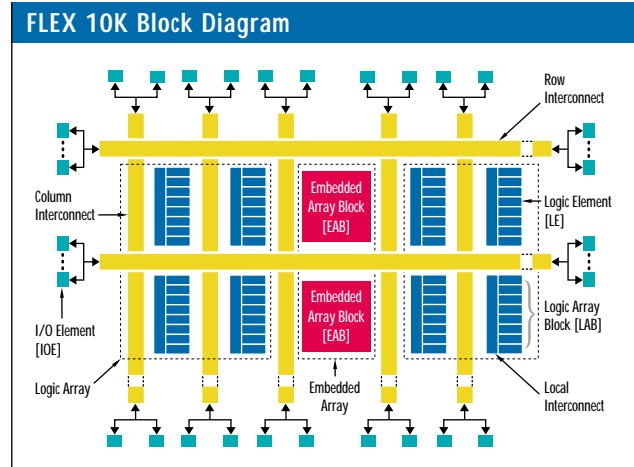 FLEX 10K Block Diagram
Row
Interconnect
Column
Interconnect
Embedded
Array Block
[EAB]
Logic Element
[LE]
I/O Element
[IOE]
Embedded
Array Block
[EAB]
Logic Array
Block [LAB]
Logic Array
Embedded
Array
Local
Interconnect